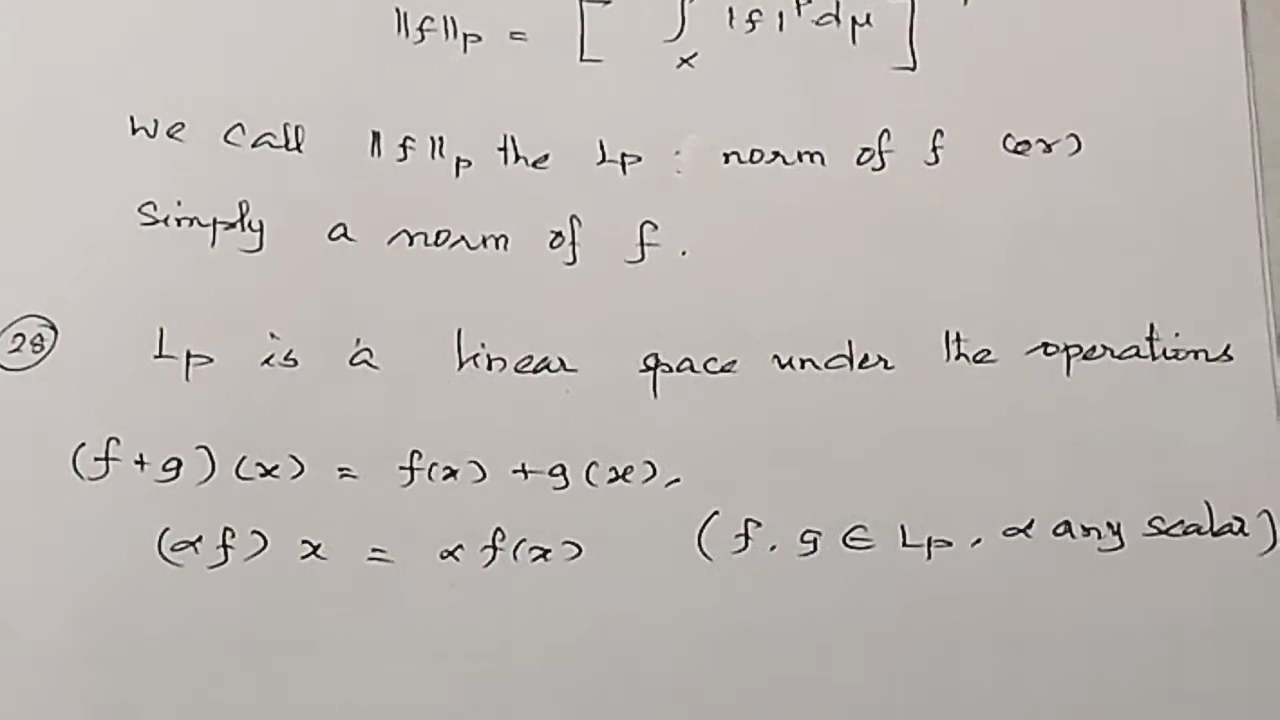 ||f||p = [ ∫x |f|^p dμ ]
We call ||f||p the Lp : norm of f (or)
Simply a norm of f.
28 Lp is a linear space under the operations
(f+g)(x) = f(x) + g(x),
(αf) x = α f(x) (f, g ∈ Lp, α any scalar)